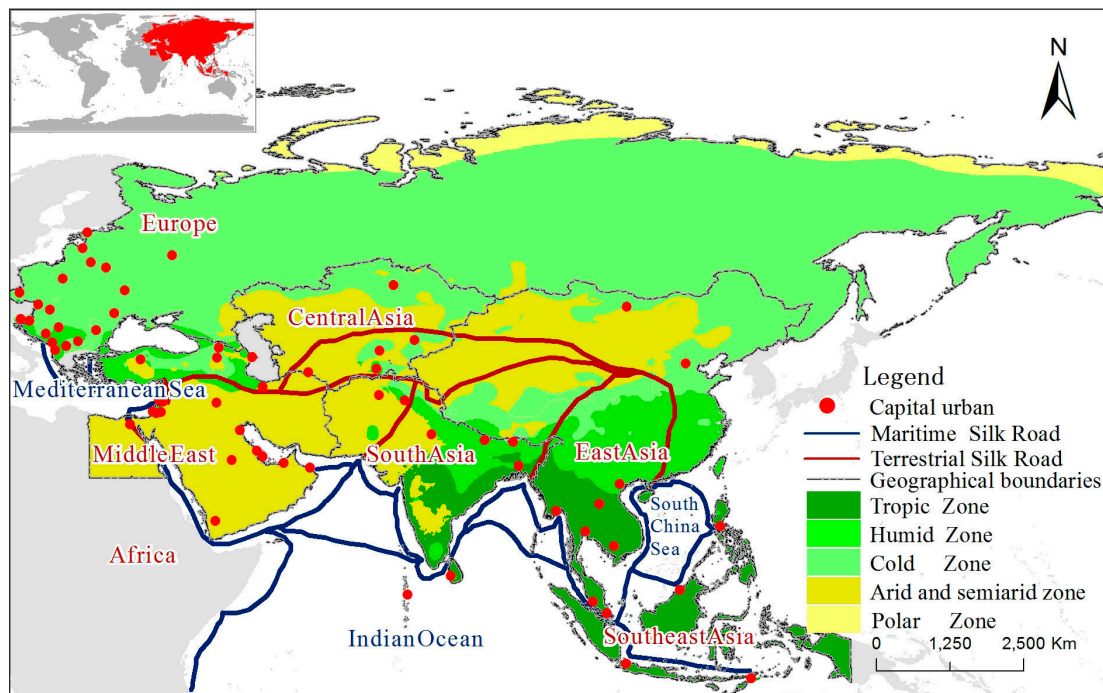 N
Europe
CentralAsia
MediterraneanSea
MiddleEast
SouthAsia
EastAsia
Africa
South
China
Sea
IndianOcean
SoutheastAsia
Legend
Capital urban
Maritime Silk Road
Terrestrial Silk Road
Geographical boundaries
Tropic Zone
Humid Zone
Cold Zone
Arid and semiarid zone
Polar Zone
0 1,250 2,500 Km